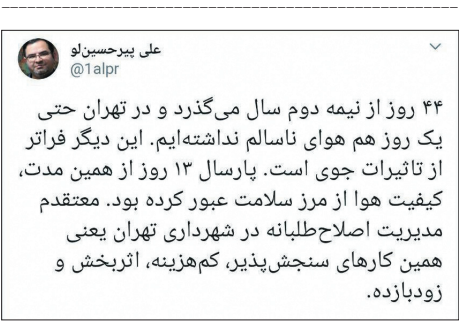 علی پیرحسین‌لو
@1alpr
۴۴ روز از نیمه دوم سال می‌گذرد و در تهران حتی
یک روز هم هوای ناسالم نداشته‌ایم. این دیگر فراتر
از تاثیرات جوی است. پارسال ۱۳ روز از همین مدت،
کیفیت هوا از مرز سلامت عبور کرده بود. معتقدم
مدیریت اصلاح‌طلبانه در شهرداری تهران یعنی
همین کارهای سنجش‌پذیر، کم‌هزینه، اثربخش و
زودبازده.